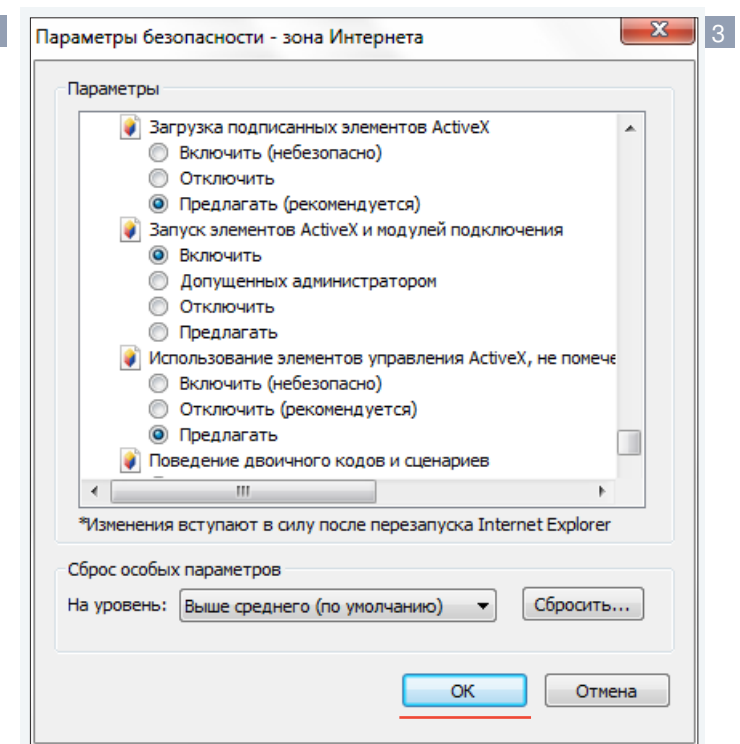 Параметры безопасности - зона Интернета
3
Параметры
Загрузка подписанных элементов ActiveX
Включить (небезопасно)
Отключить
Предлагать (рекомендуется)
Запуск элементов ActiveX и модулей подключения
Включить
Допущенных администратором
Отключить
Предлагать
Использование элементов управления ActiveX, не помече
Включить (небезопасно)
Отключить (рекомендуется)
Предлагать
Поведение двоичного кодов и сценариев
*Изменения вступают в силу после перезапуска Internet Explorer
Сброс особых параметров
На уровень: Выше среднего (по умолчанию) Сбросить...
ОК Отмена